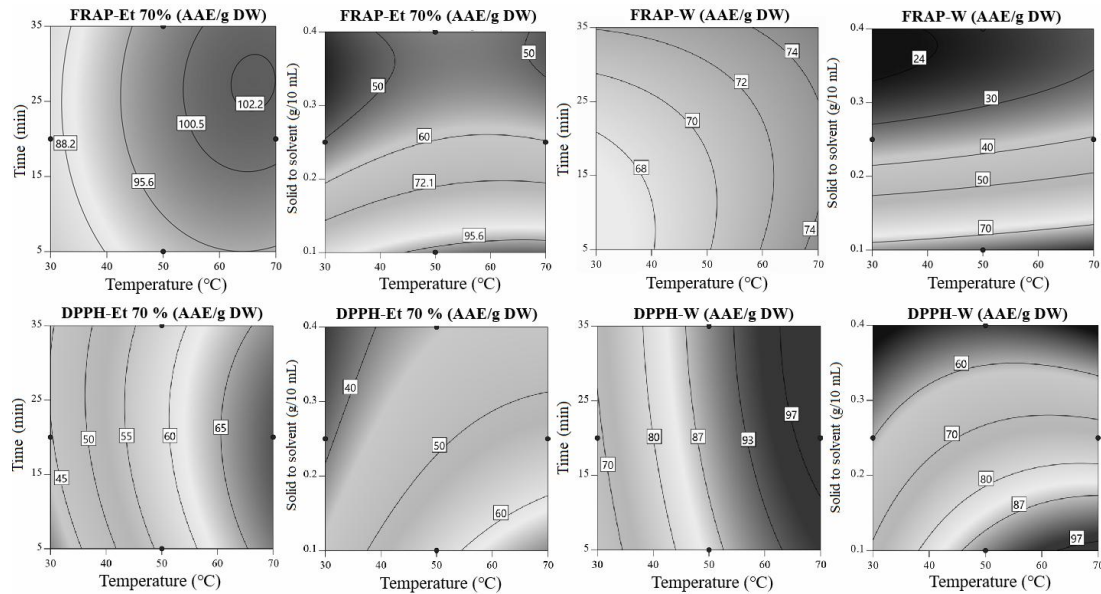 FRAP-Et 70% (AAE/g DW)
35
25
15
5
Time (min)
88.2
95.6
100.5
102.2
30 40 50 60 70
Temperature (°C)
FRAP-Et 70% (AAE/g DW)
0.4
0.3
0.2
0.1
Solid to solvent (g/10 mL)
50
50
60
72.1
95.6
30 40 50 60 70
Temperature (°C)
FRAP-W (AAE/g DW)
35
25
15
5
Time (min)
74
72
70
68
74
30 40 50 60 70
Temperature (°C)
FRAP-W (AAE/g DW)
0.4
0.3
0.2
0.1
Solid to solvent (g/10 mL)
24
30
40
50
70
30 40 50 60 70
Temperature (°C)
DPPH-Et 70 % (AAE/g DW)
35
25
15
5
Time (min)
45
50
55
60
65
30 40 50 60 70
Temperature (°C)
DPPH-Et 70 % (AAE/g DW)
0.4
0.3
0.2
0.1
Solid to solvent (g/10 mL)
40
50
60
30 40 50 60 70
Temperature (°C)
DPPH-W (AAE/g DW)
35
25
15
5
Time (min)
70
80
87
93
97
30 40 50 60 70
Temperature (°C)
DPPH-W (AAE/g DW)
0.4
0.3
0.2
0.1
Solid to solvent (g/10 mL)
60
70
80
87
97
30 40 50 60 70
Temperature (°C)